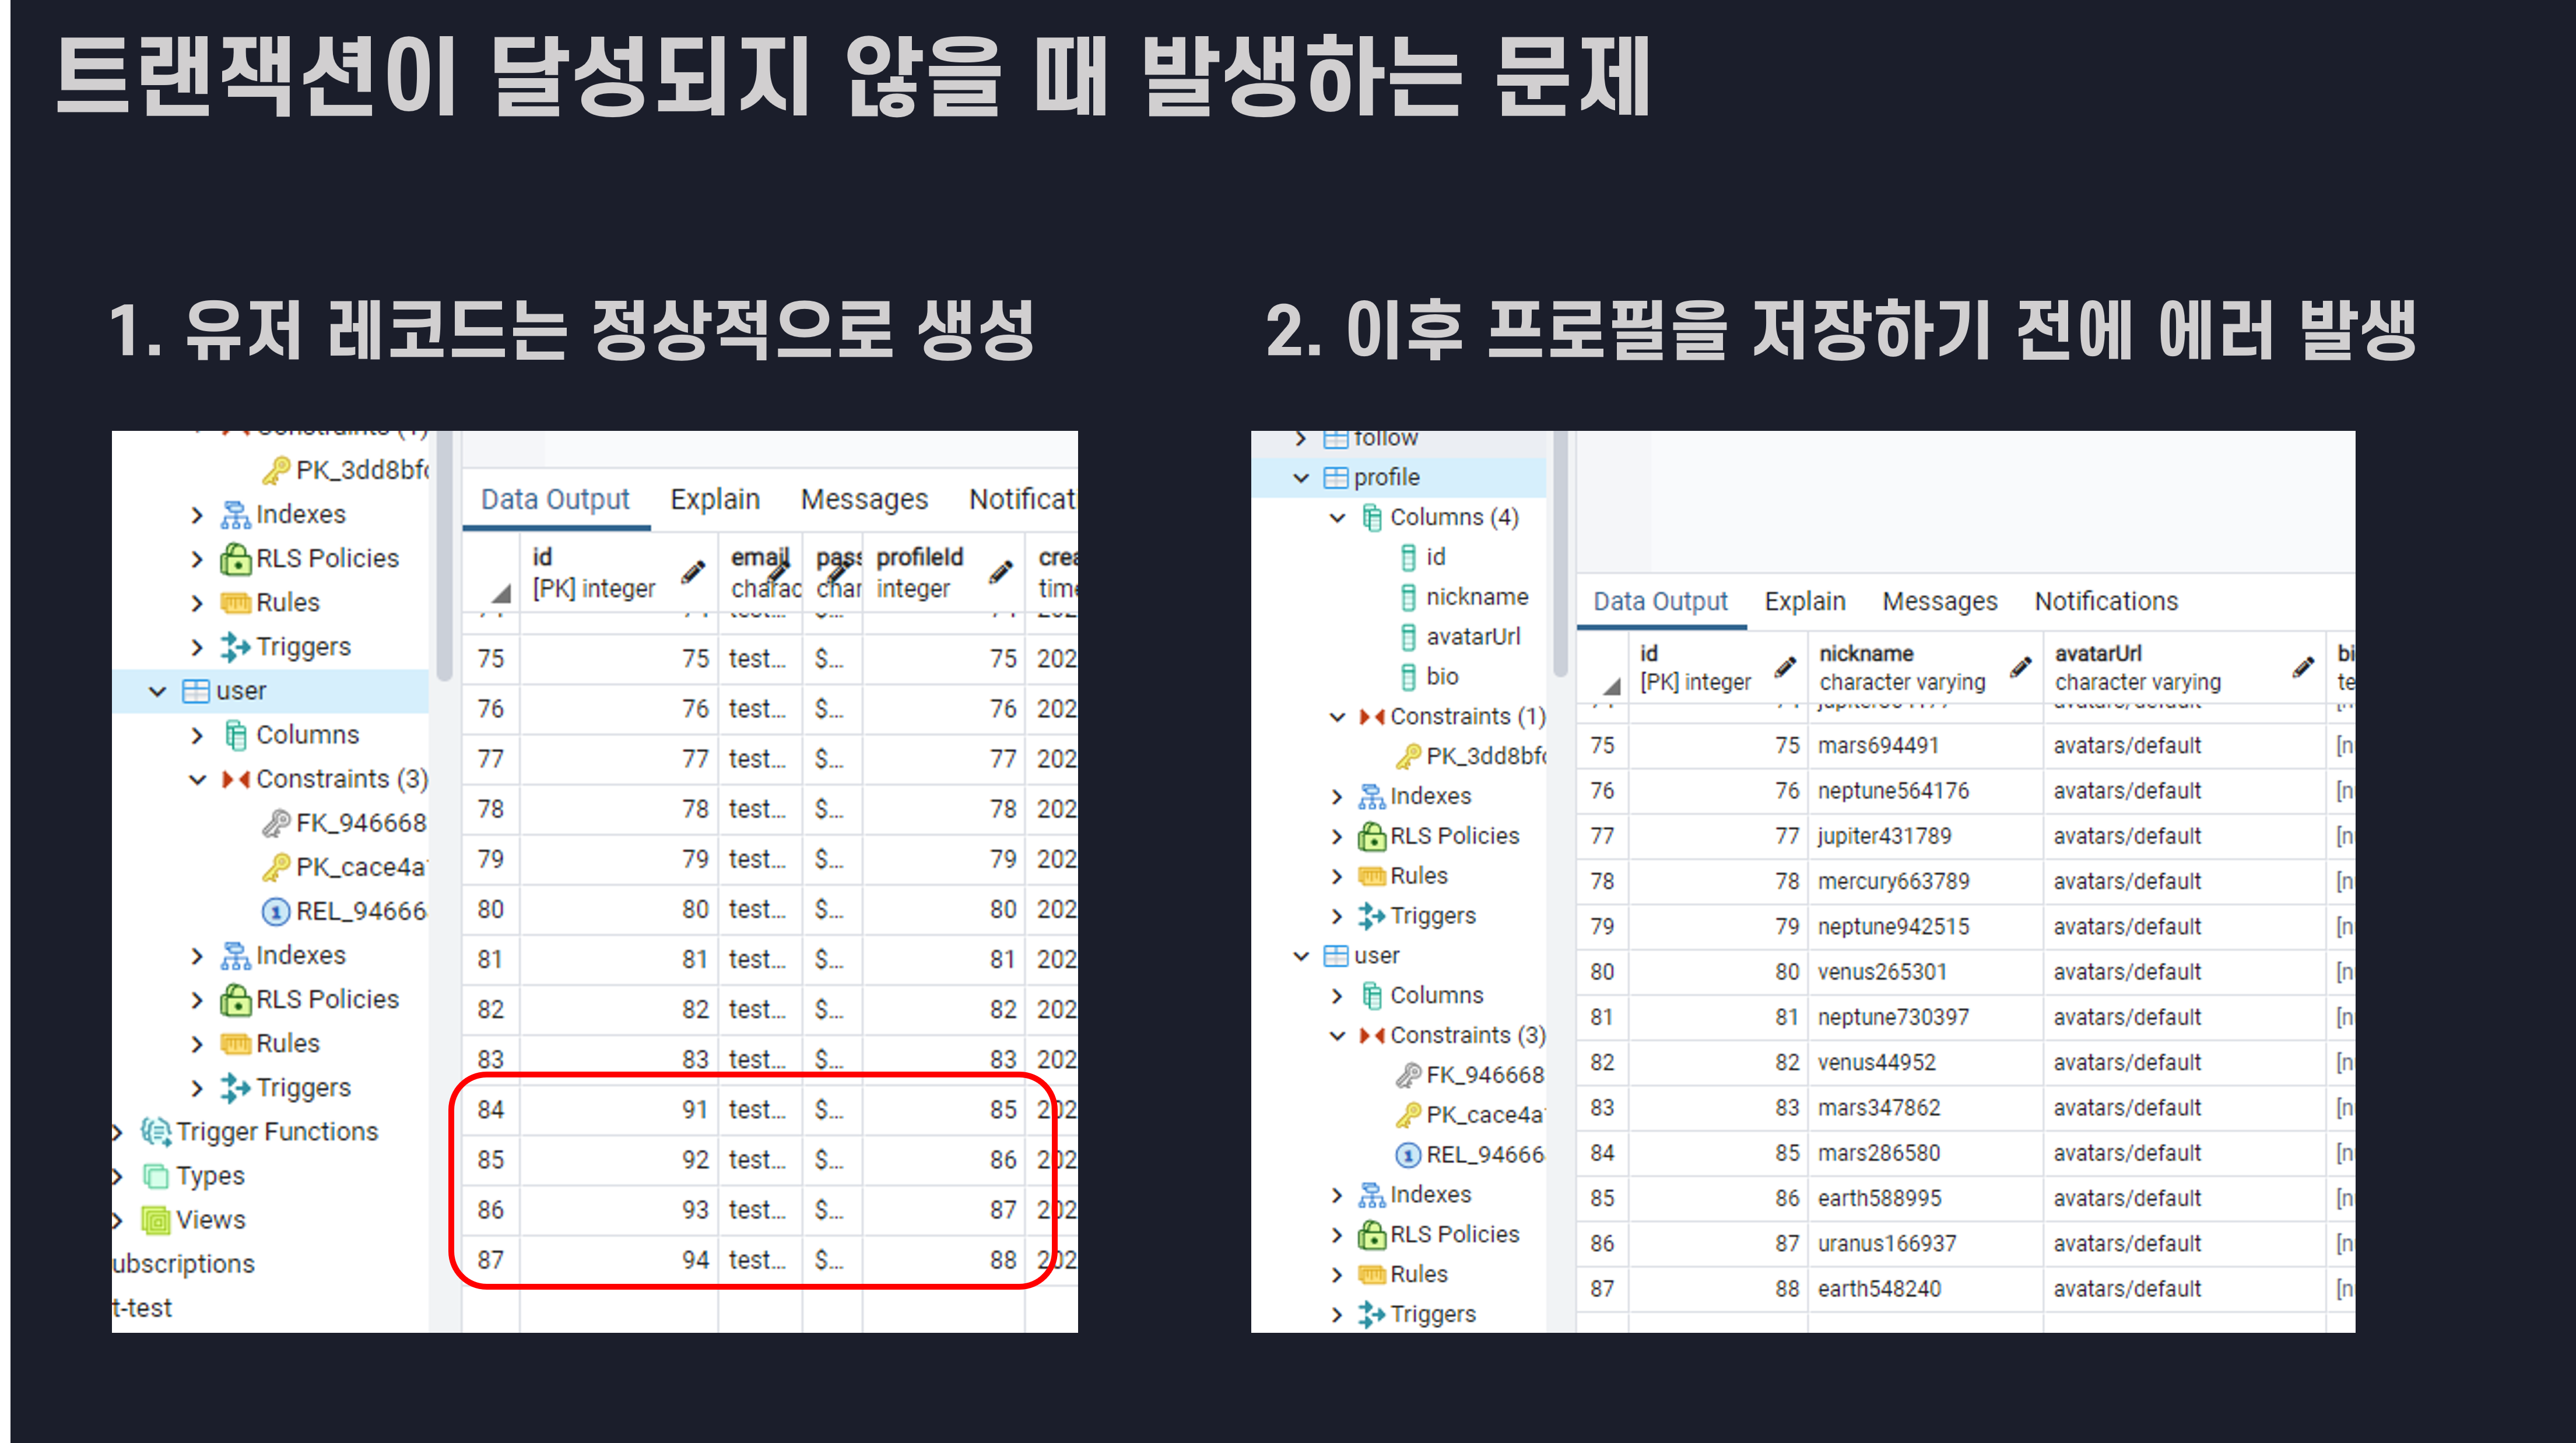 트랜잭션이 달성되지 않을 때 발생하는 문제
1. 유저 레코드는 정상적으로 생성
PK_3dd8bf
Indexes
RLS Policies
Rules
Triggers
user
Columns
Constraints (3)
FK_946668
PK_cace4a
REL_94666
Indexes
RLS Policies
Rules
Triggers
Trigger Functions
Types
Views
ubscriptions
t-test
Data Output Explain Messages Notificat
id email pass profileId crea
[PK] integer charac char integer time
75 75 test... $... 75 202
76 76 test... $... 76 202
77 77 test... $... 77 202
78 78 test... $... 78 202
79 79 test... $... 79 202
80 80 test... $... 80 202
81 81 test... $... 81 202
82 82 test... $... 82 202
83 83 test... $... 83 202
84 91 test... $... 85 202
85 92 test... $... 86 202
86 93 test... $... 87 202
87 94 test... $... 88 202
2. 이후 프로필을 저장하기 전에 에러 발생
follow
profile
Columns (4)
id
nickname
avatarUrl
bio
Constraints (1)
PK_3dd8bf
Indexes
RLS Policies
Rules
Triggers
user
Columns
Constraints (3)
FK_946668
PK_cace4a
REL_94666
Indexes
RLS Policies
Rules
Triggers
Data Output Explain Messages Notifications
id nickname avatarUrl bi
[PK] integer character varying character varying te
75 75 mars694491 avatars/default [n
76 76 neptune564176 avatars/default [n
77 77 jupiter431789 avatars/default [n
78 78 mercury663789 avatars/default [n
79 79 neptune942515 avatars/default [n
80 80 venus265301 avatars/default [n
81 81 neptune730397 avatars/default [n
82 82 venus44952 avatars/default [n
83 83 mars347862 avatars/default [n
84 85 mars286580 avatars/default [n
85 86 earth588995 avatars/default [n
86 87 uranus166937 avatars/default [n
87 88 earth548240 avatars/default [n